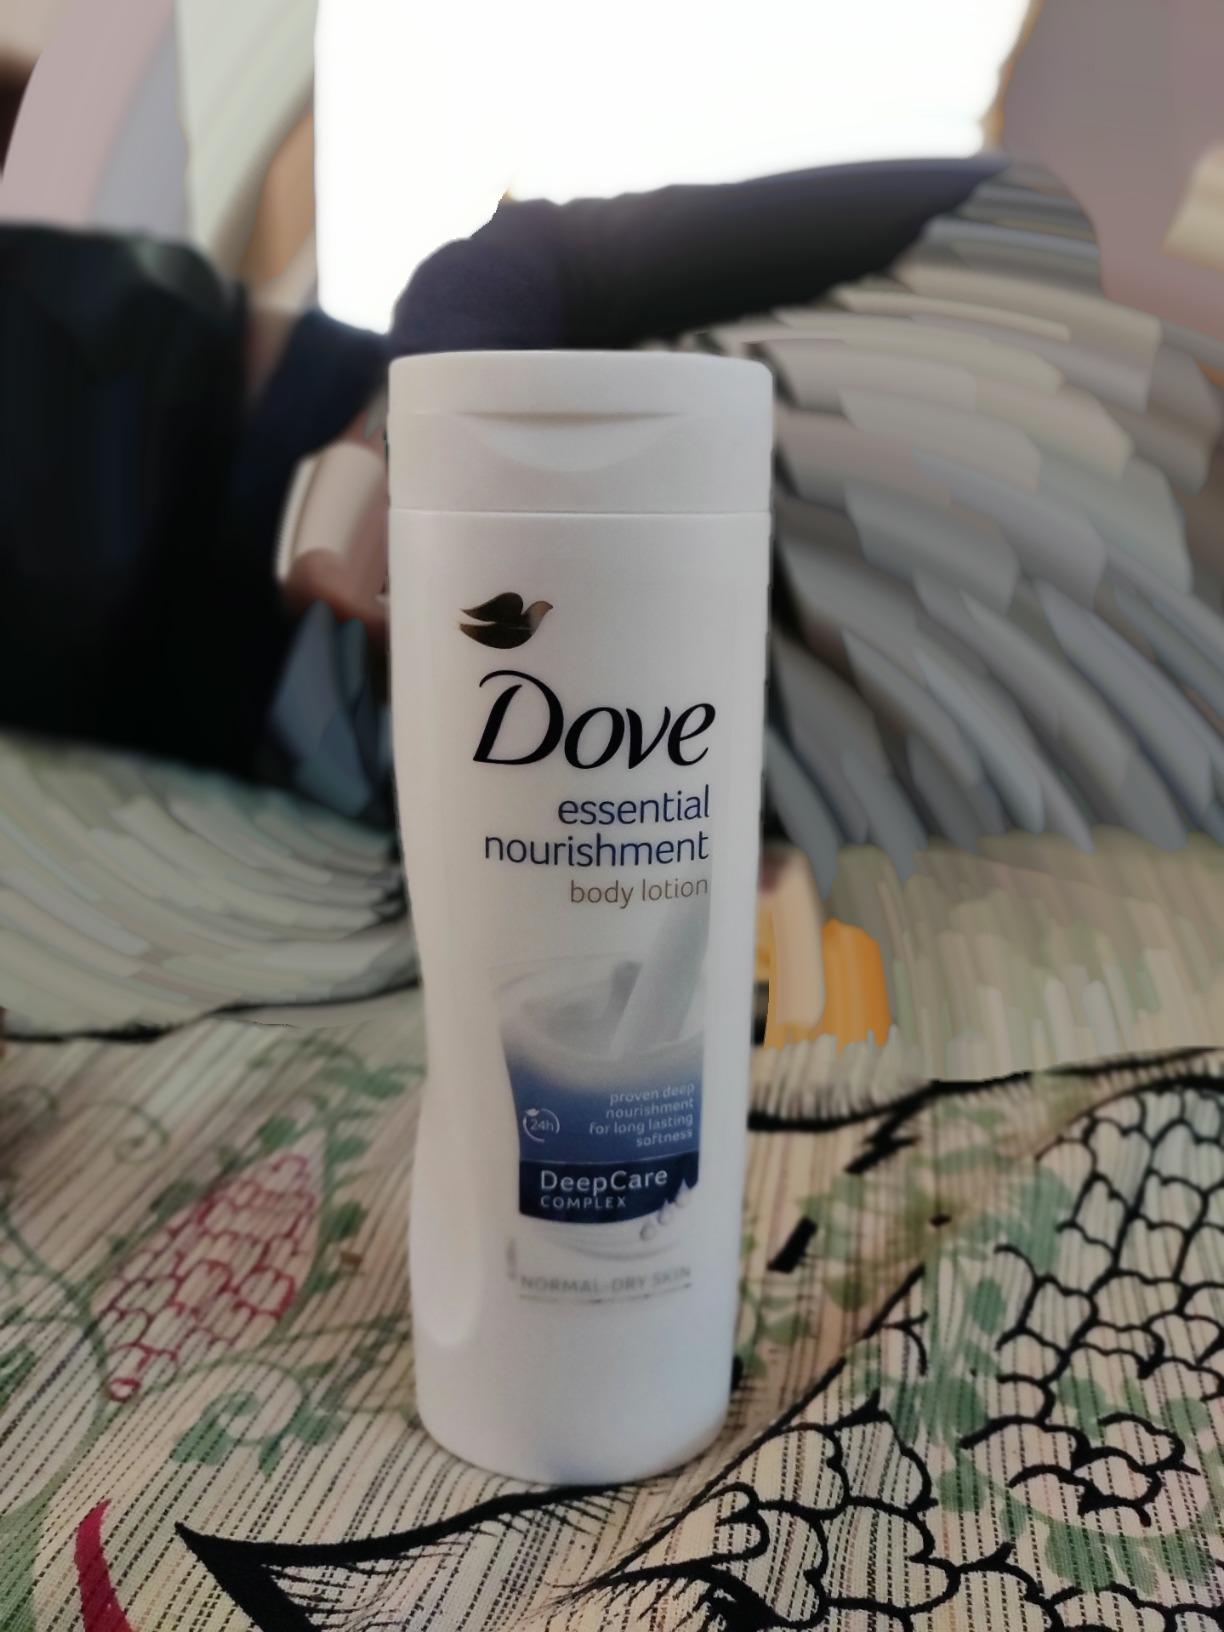 Dove
essential
nourishment
body lotion
proven deep
nourishment
for long lasting
softness
24h
DeepCare
COMPLEX
NORMAL-DRY SKIN